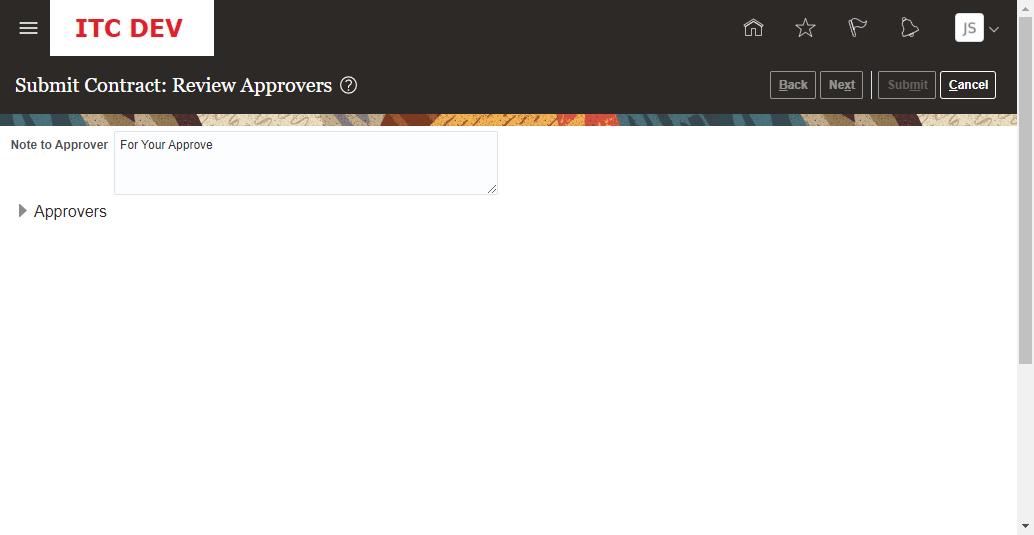 ITC DEV
JS
Submit Contract: Review Approvers
Back Next Submit Cancel
Note to Approver For Your Approve
Approvers